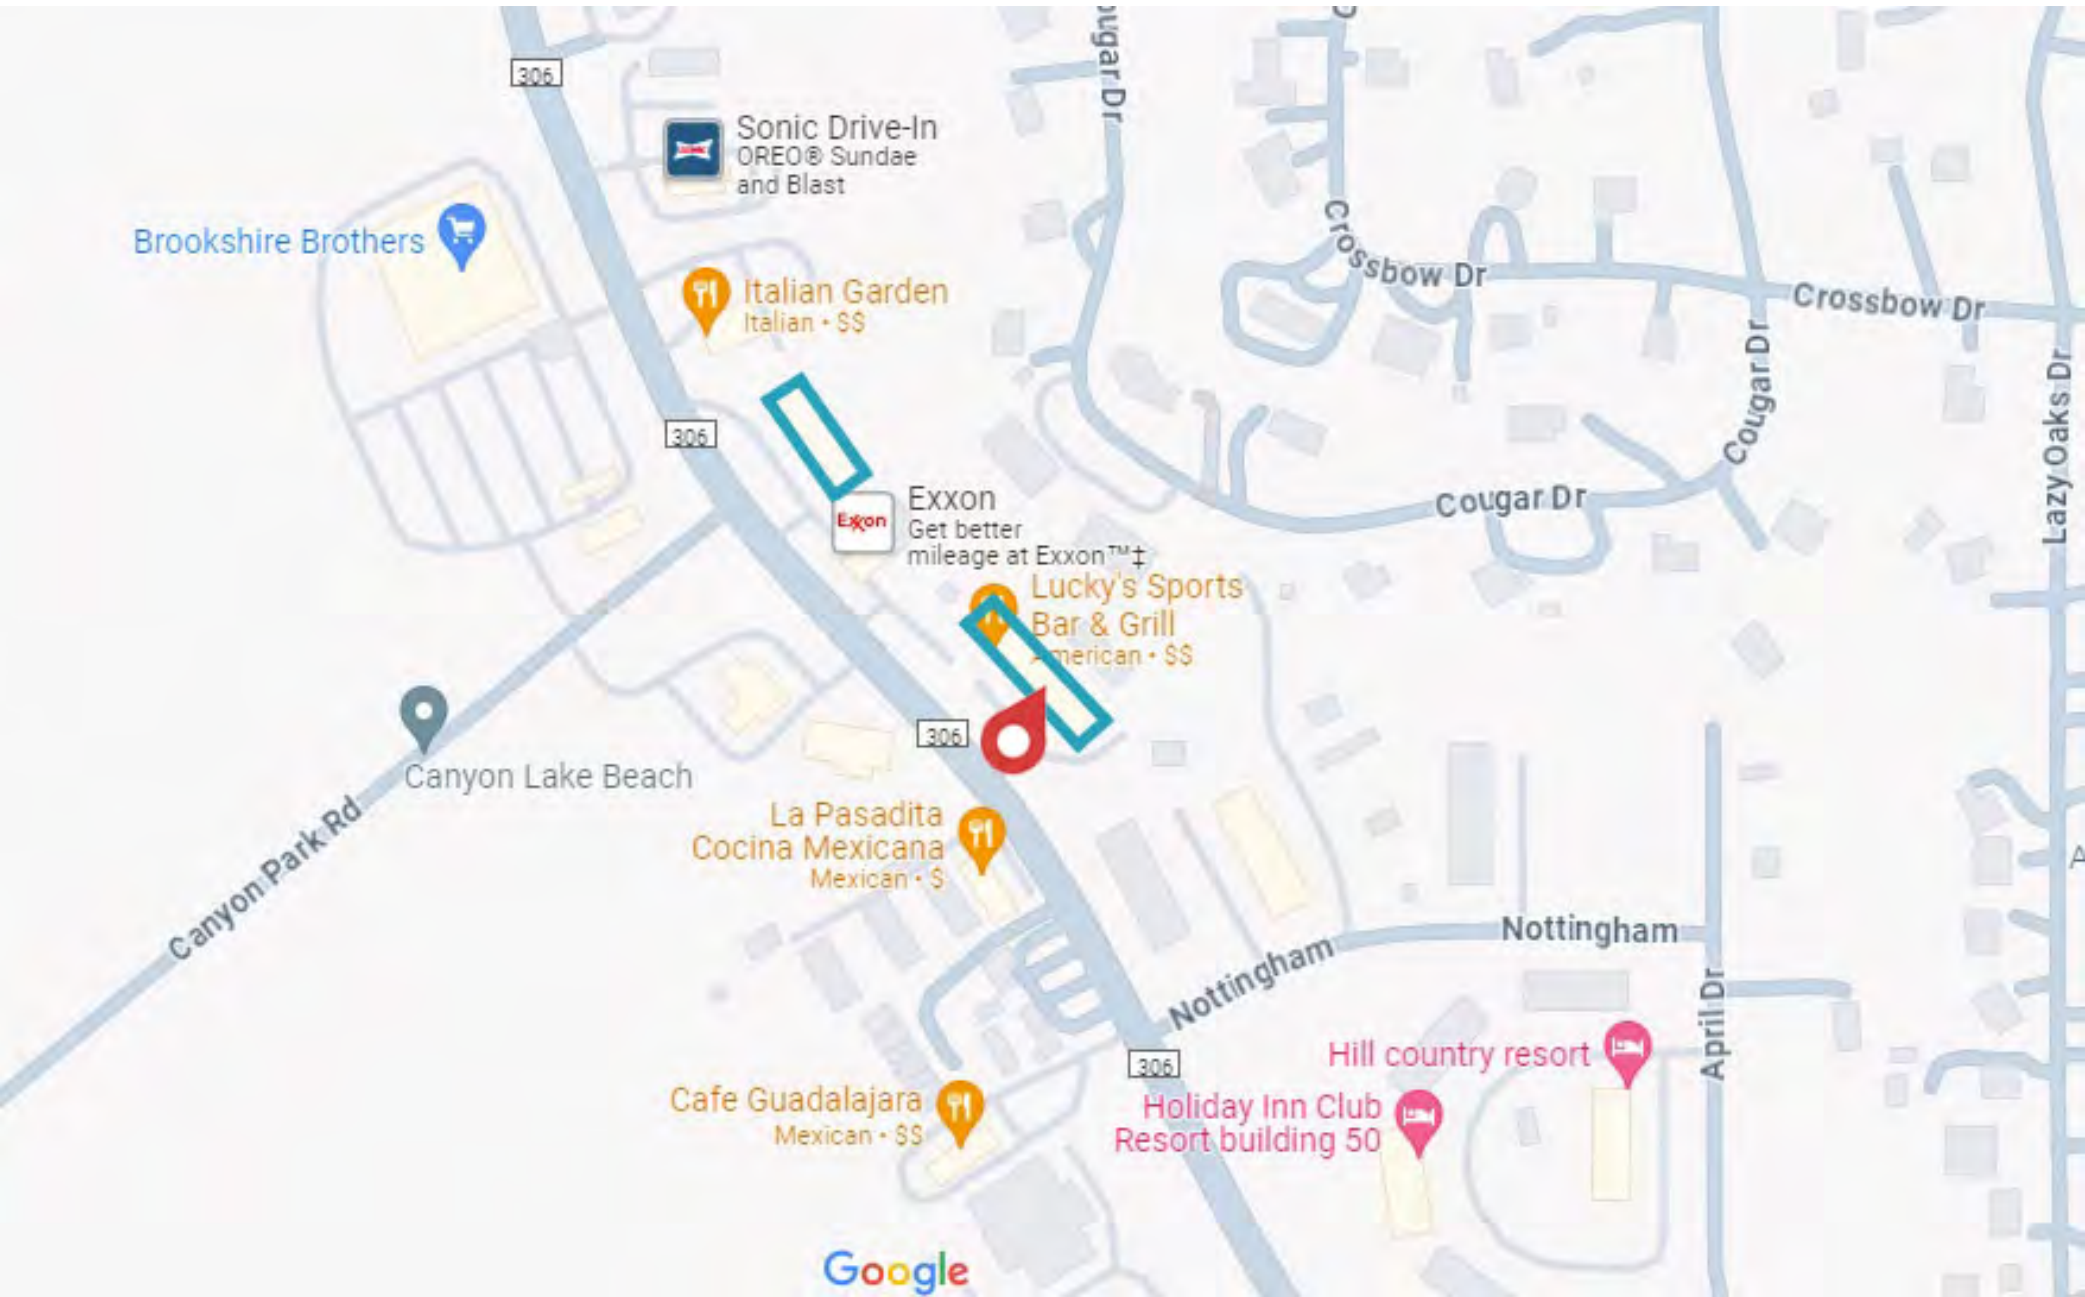 ougar Dr
306
Sonic Drive-In
OREO® Sundae
and Blast
Brookshire Brothers
Crossbow Dr
Italian Garden
Italian • $$
Crossbow Dr
Cougar Dr
Lazy Oaks Dr
306
Exxon
Exxon
Get better
mileage at Exxon™‡
Cougar Dr
Lucky's Sports
Bar & Grill
American • $$
306
Canyon Lake Beach
Canyon Park Rd
La Pasadita
Cocina Mexicana
Mexican • $
A
Nottingham
Nottingham
April Dr
306
Hill country resort
Cafe Guadalajara
Mexican • $$
Holiday Inn Club
Resort building 50
Google